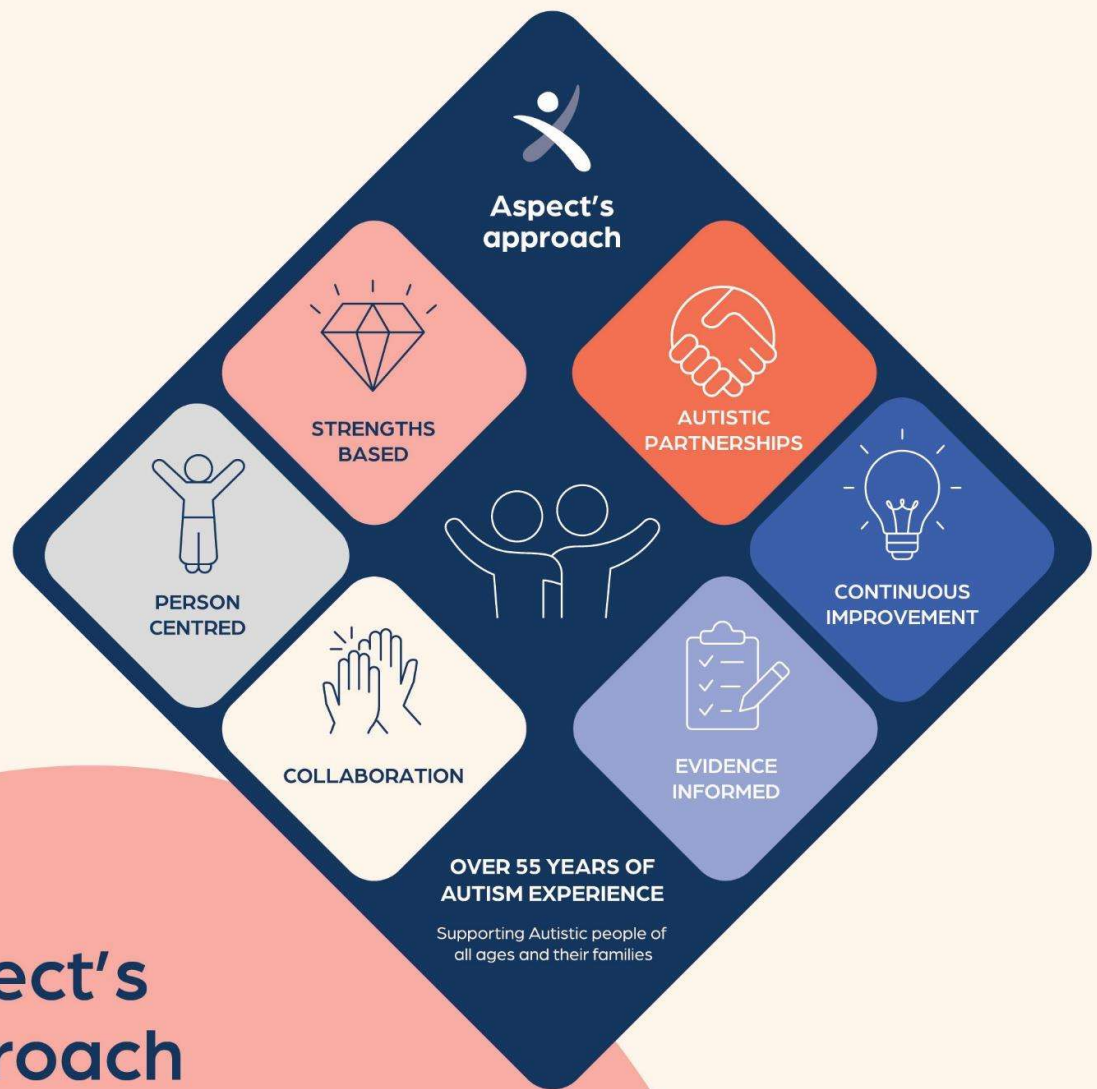 Aspect's
approach
STRENGTHS
BASED
AUTISTIC
PARTNERSHIPS
PERSON
CENTRED
CONTINUOUS
IMPROVEMENT
COLLABORATION
EVIDENCE
INFORMED
OVER 55 YEARS OF
AUTISM EXPERIENCE
Supporting Autistic people of
all ages and their families
ect's
roach